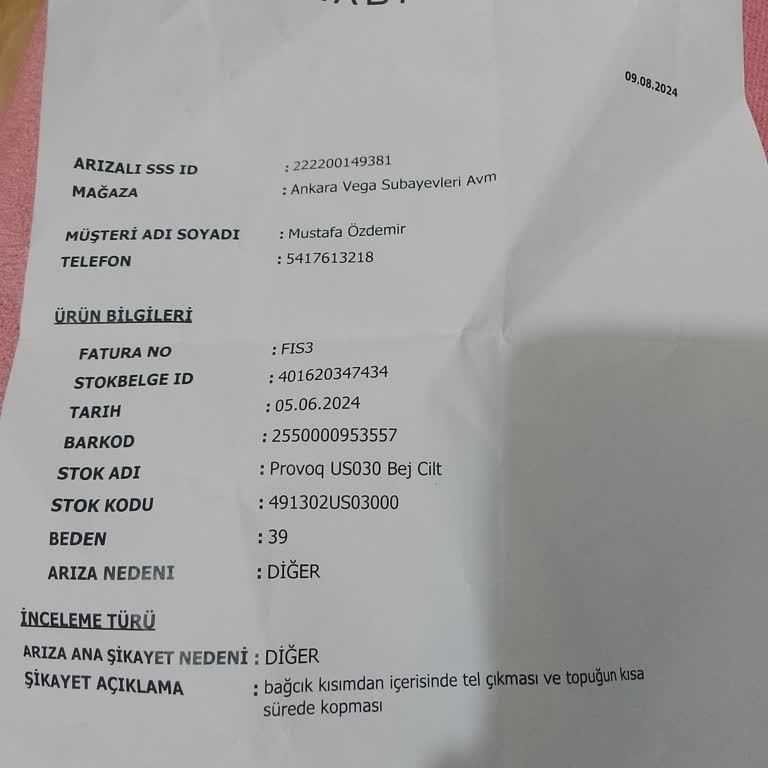 09.08.2024
ARIZALI SSS ID : 222200149381
MAĞAZA : Ankara Vega Subayevleri Avm
MÜŞTERİ ADI SOYADI : Mustafa Özdemir
TELEFON : 5417613218
ÜRÜN BİLGİLERİ
FATURA NO : FIS3
STOKBELGE ID : 401620347434
TARIH : 05.06.2024
BARKOD : 2550000953557
STOK ADI : Provoq US030 Bej Cilt
STOK KODU : 491302US03000
BEDEN : 39
ARIZA NEDENI : DİĞER
İNCELEME TÜRÜ
ARIZA ANA ŞİKAYET NEDENİ : DİĞER
ŞİKAYET AÇIKLAMA : bağcık kısımdan içerisinde tel çıkması ve topuğun kısa
sürede kopması